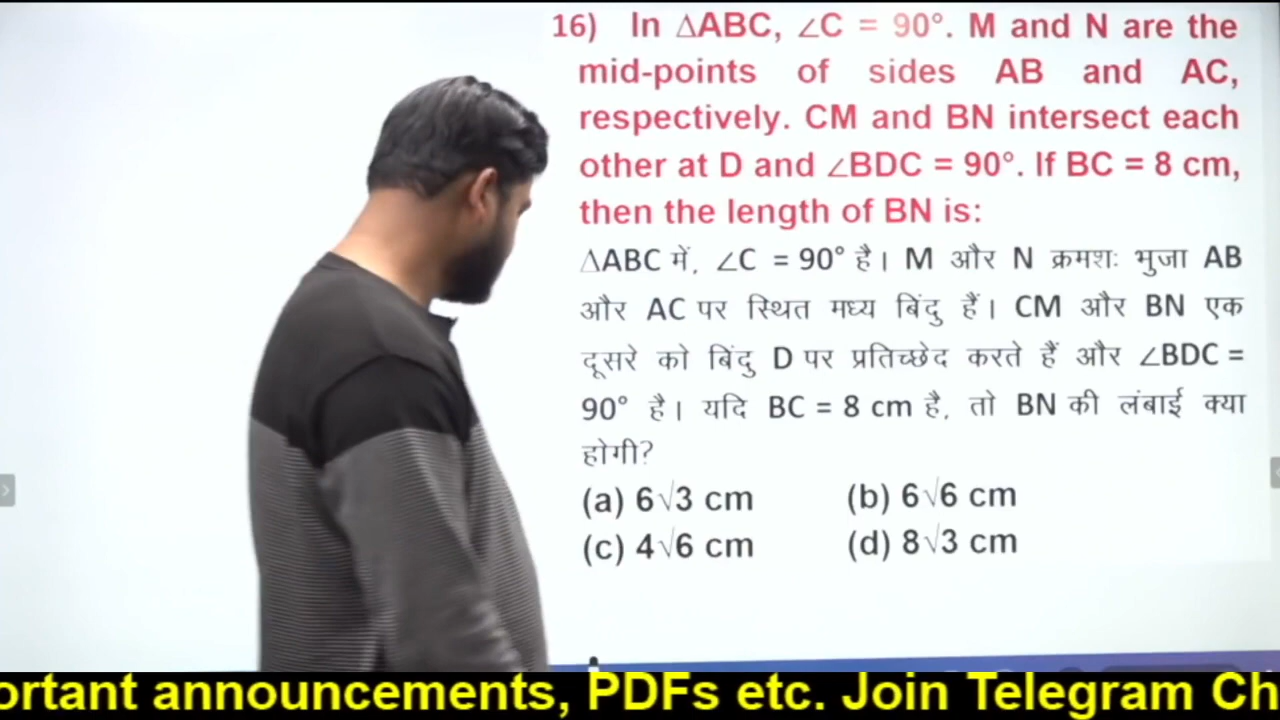 16) In △ABC, ∠C = 90°. M and N are the
mid-points of sides AB and AC,
respectively. CM and BN intersect each
other at D and ∠BDC = 90°. If BC = 8 cm,
then the length of BN is:
△ABC में, ∠C = 90° है। M और N क्रमशः भुजा AB
और AC पर स्थित मध्य बिंदु हैं। CM और BN एक
दूसरे को बिंदु D पर प्रतिच्छेद करते हैं और ∠BDC =
90° है। यदि BC = 8 cm है, तो BN की लंबाई क्या
होगी?
(a) 6√3 cm (b) 6√6 cm
(c) 4√6 cm (d) 8√3 cm
ortant announcements, PDFs etc. Join Telegram Ch